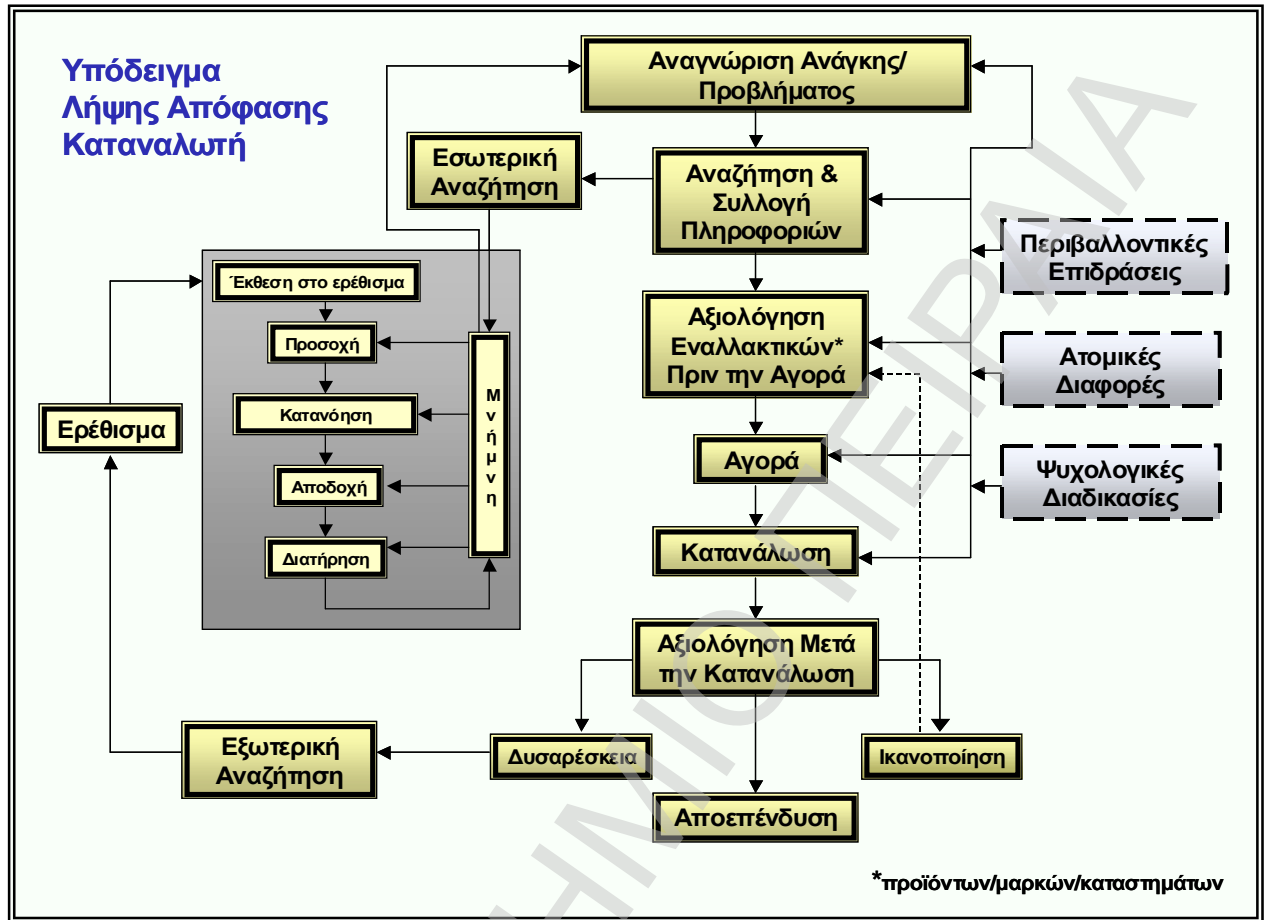 Υπόδειγμα
Λήψης Απόφασης
Καταναλωτή
Αναγνώριση Ανάγκης/
Προβλήματος
Εσωτερική
Αναζήτηση
Αναζήτηση &
Συλλογή
Πληροφοριών
Περιβαλλοντικές
Επιδράσεις
Έκθεση στο ερέθισμα
Προσοχή
Κατανόηση
Αποδοχή
Διατήρηση
Μ
ν
ή
μ
ν
η
Ερέθισμα
Αξιολόγηση
Εναλλακτικών*
Πριν την Αγορά
Ατομικές
Διαφορές
Αγορά
Ψυχολογικές
Διαδικασίες
Κατανάλωση
Αξιολόγηση Μετά
την Κατανάλωση
Εξωτερική
Αναζήτηση
Δυσαρέσκεια
Ικανοποίηση
Αποεπένδυση
*προϊόντων/μαρκών/καταστημάτων
ΗΜΙΟ ΠΕΙΡΑΙΑ